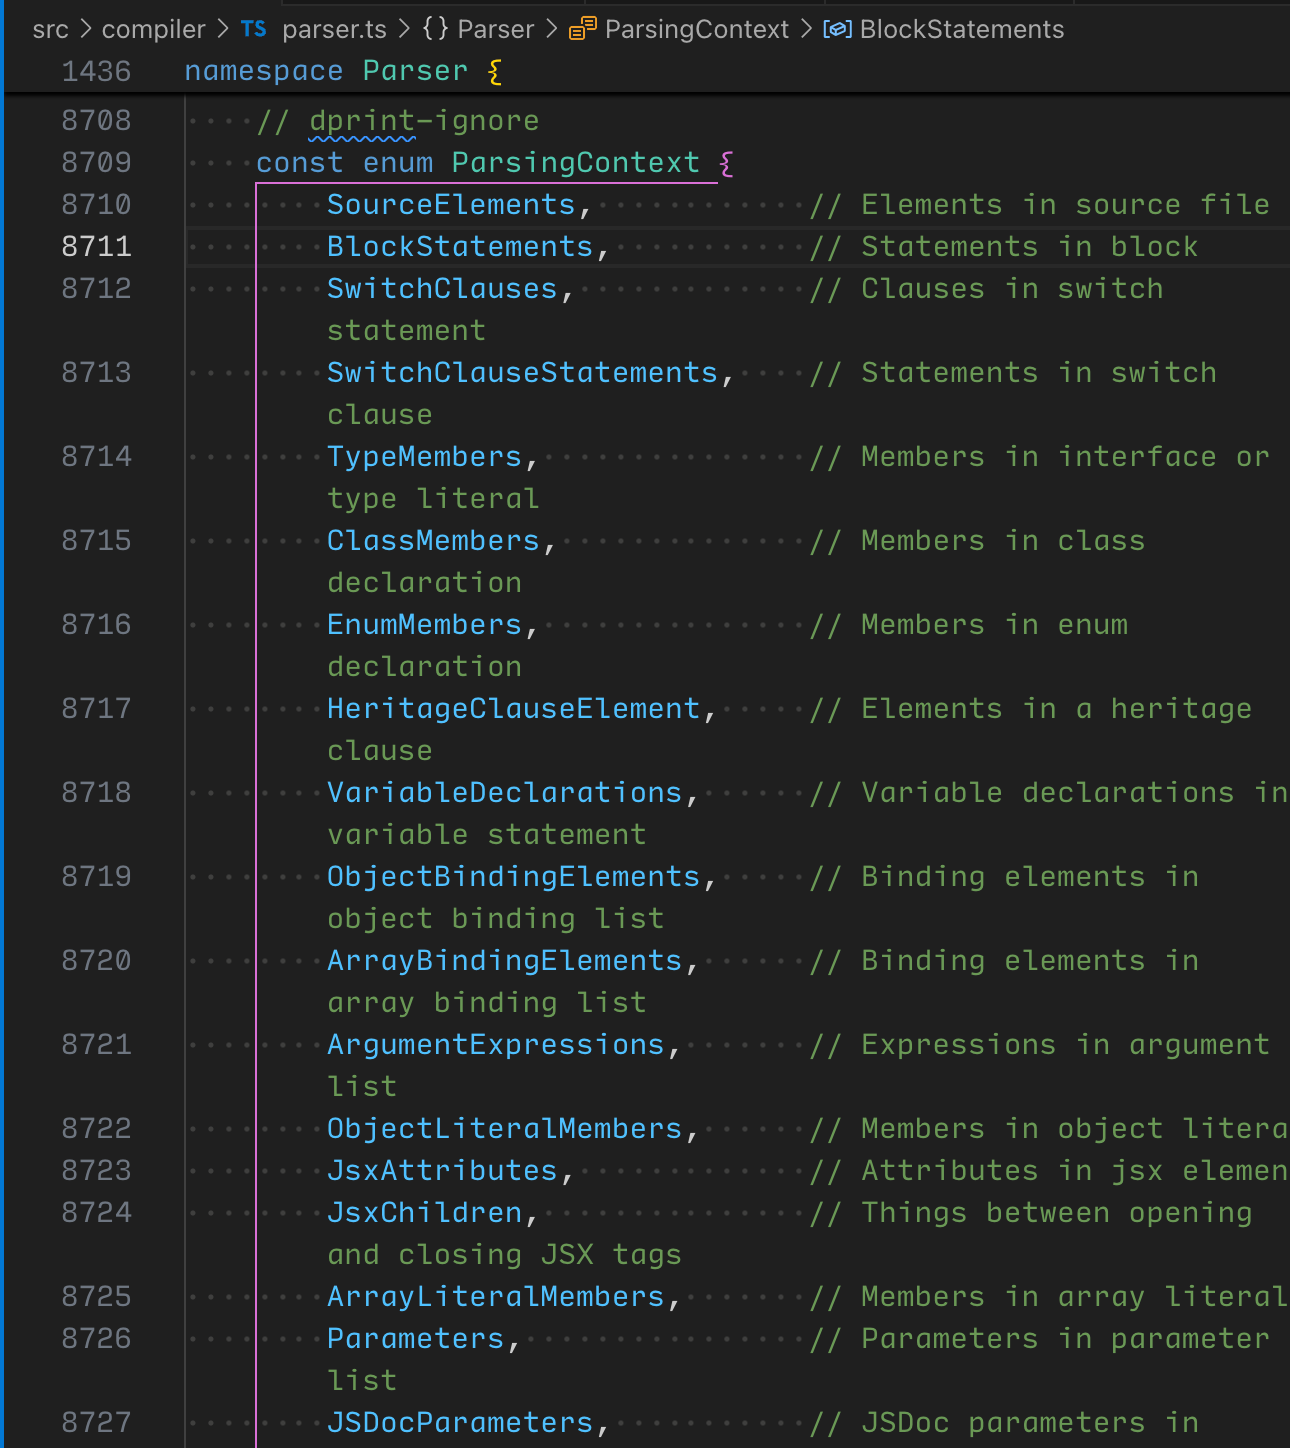 src > compiler > TS parser.ts > {} Parser > ParsingContext > BlockStatements
1436 namespace Parser {
8708 // dprint-ignore
8709 const enum ParsingContext {
8710 SourceElements, // Elements in source file
8711 BlockStatements, // Statements in block
8712 SwitchClauses, // Clauses in switch
statement
8713 SwitchClauseStatements, // Statements in switch
clause
8714 TypeMembers, // Members in interface or
type literal
8715 ClassMembers, // Members in class
declaration
8716 EnumMembers, // Members in enum
declaration
8717 HeritageClauseElement, // Elements in a heritage
clause
8718 VariableDeclarations, // Variable declarations in
variable statement
8719 ObjectBindingElements, // Binding elements in
object binding list
8720 ArrayBindingElements, // Binding elements in
array binding list
8721 ArgumentExpressions, // Expressions in argument
list
8722 ObjectLiteralMembers, // Members in object litera
8723 JsxAttributes, // Attributes in jsx elemen
8724 JsxChildren, // Things between opening
and closing JSX tags
8725 ArrayLiteralMembers, // Members in array literal
8726 Parameters, // Parameters in parameter
list
8727 JSDocParameters, // JSDoc parameters in